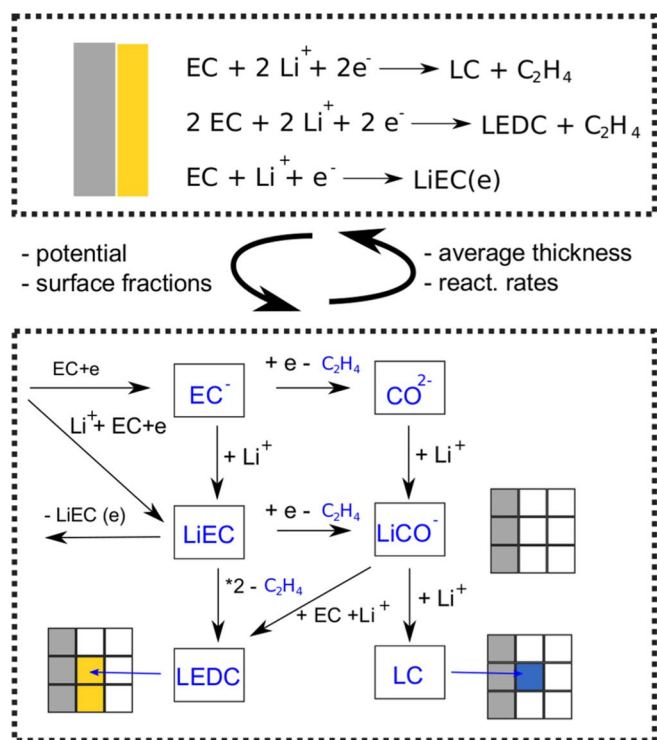 EC + 2 Li⁺ + 2e⁻ → LC + C₂H₄
2 EC + 2 Li⁺ + 2 e⁻ → LEDC + C₂H₄
EC + Li⁺ + e⁻ → LiEC(e)
- potential
- surface fractions
- average thickness
- react. rates
EC+e
EC⁻
+ e - C₂H₄
CO²⁻
Li⁺+ EC+e
+ Li⁺
+ Li⁺
- LiEC (e)
LiEC
+ e - C₂H₄
LiCO⁻
*2 - C₂H₄
+ EC +Li⁺
+ Li⁺
LEDC
LC